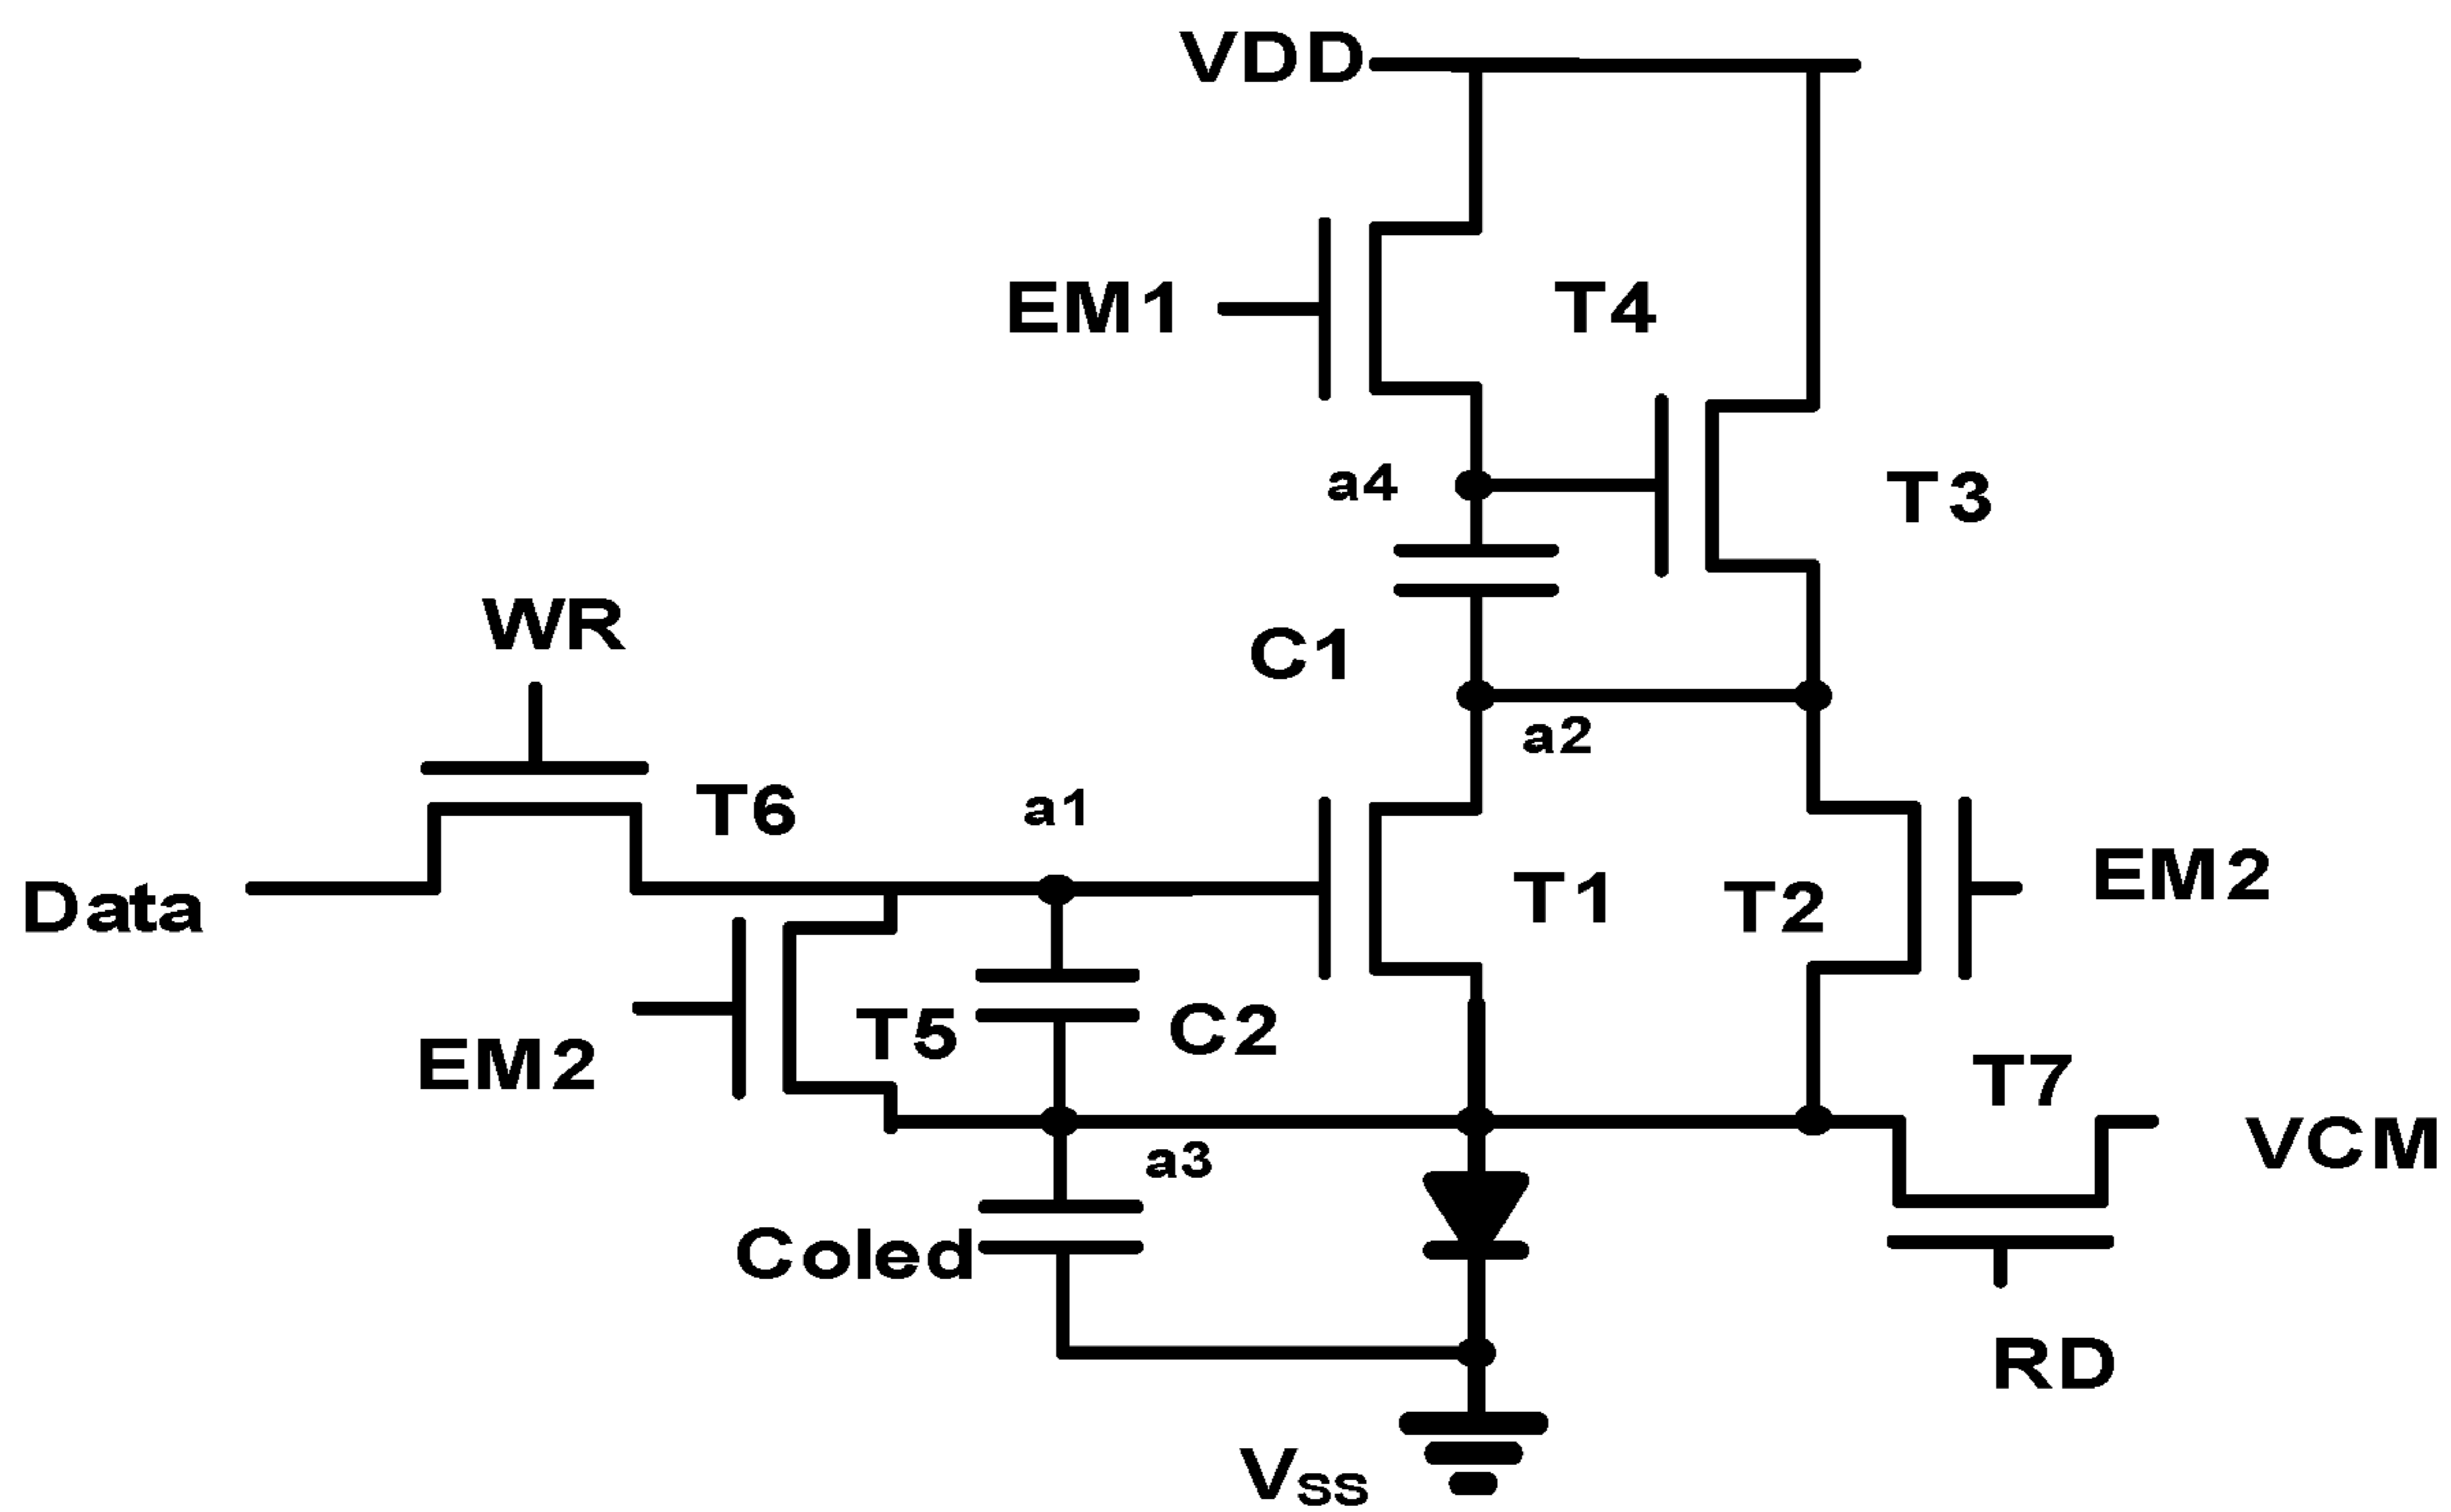 VDD
EM1
T4
a4
T3
WR
C1
a2
T6
a1
Data
T1
T2
EM2
T5
C2
EM2
T7
VCM
a3
Coled
RD
VSS